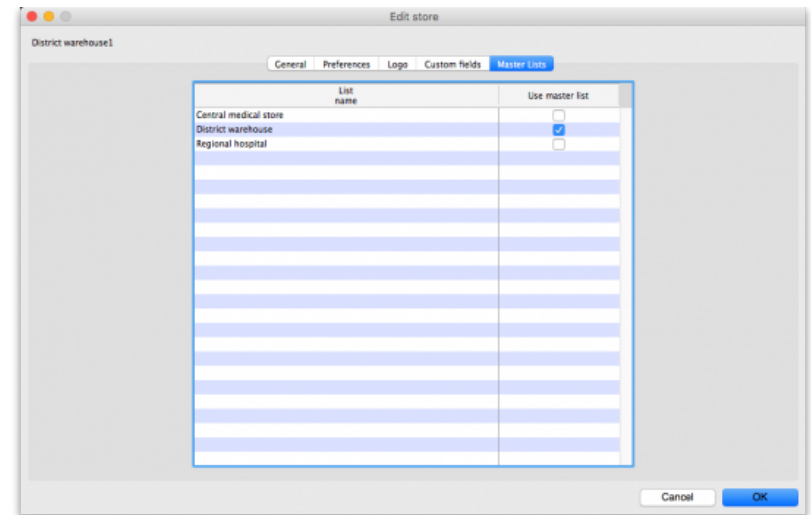 Edit store
District warehouse1
General Preferences Logo Custom fields Master Lists
List name Use master list
Central medical store
District warehouse
Regional hospital
Cancel OK